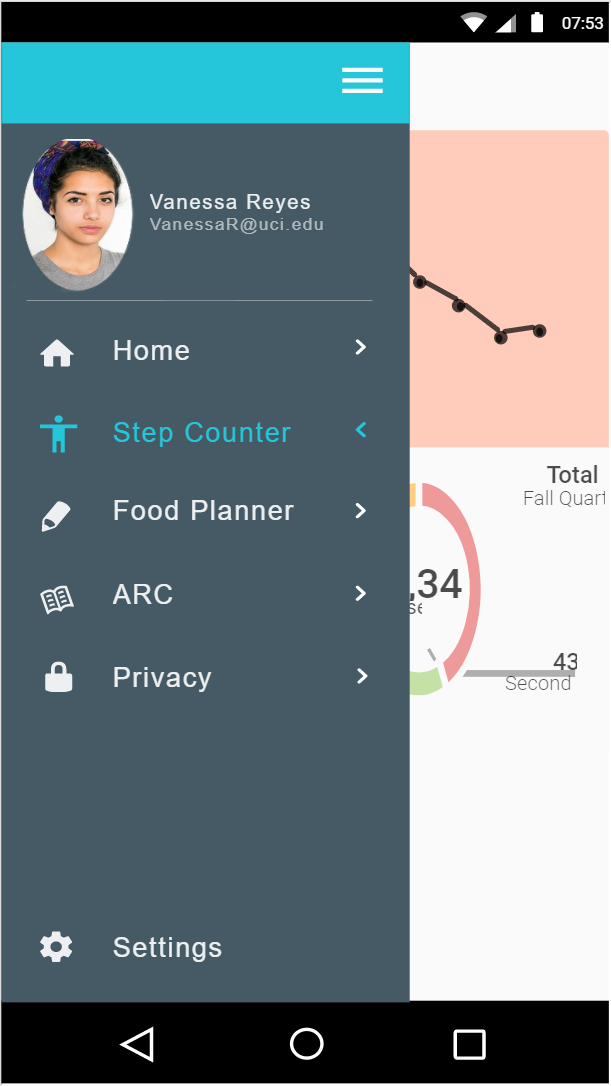 07:53
Vanessa Reyes
VanessaR@uci.edu
Home
Step Counter
Food Planner
ARC
Privacy
Settings
Total
Fall Quart
,34
se
43
Second